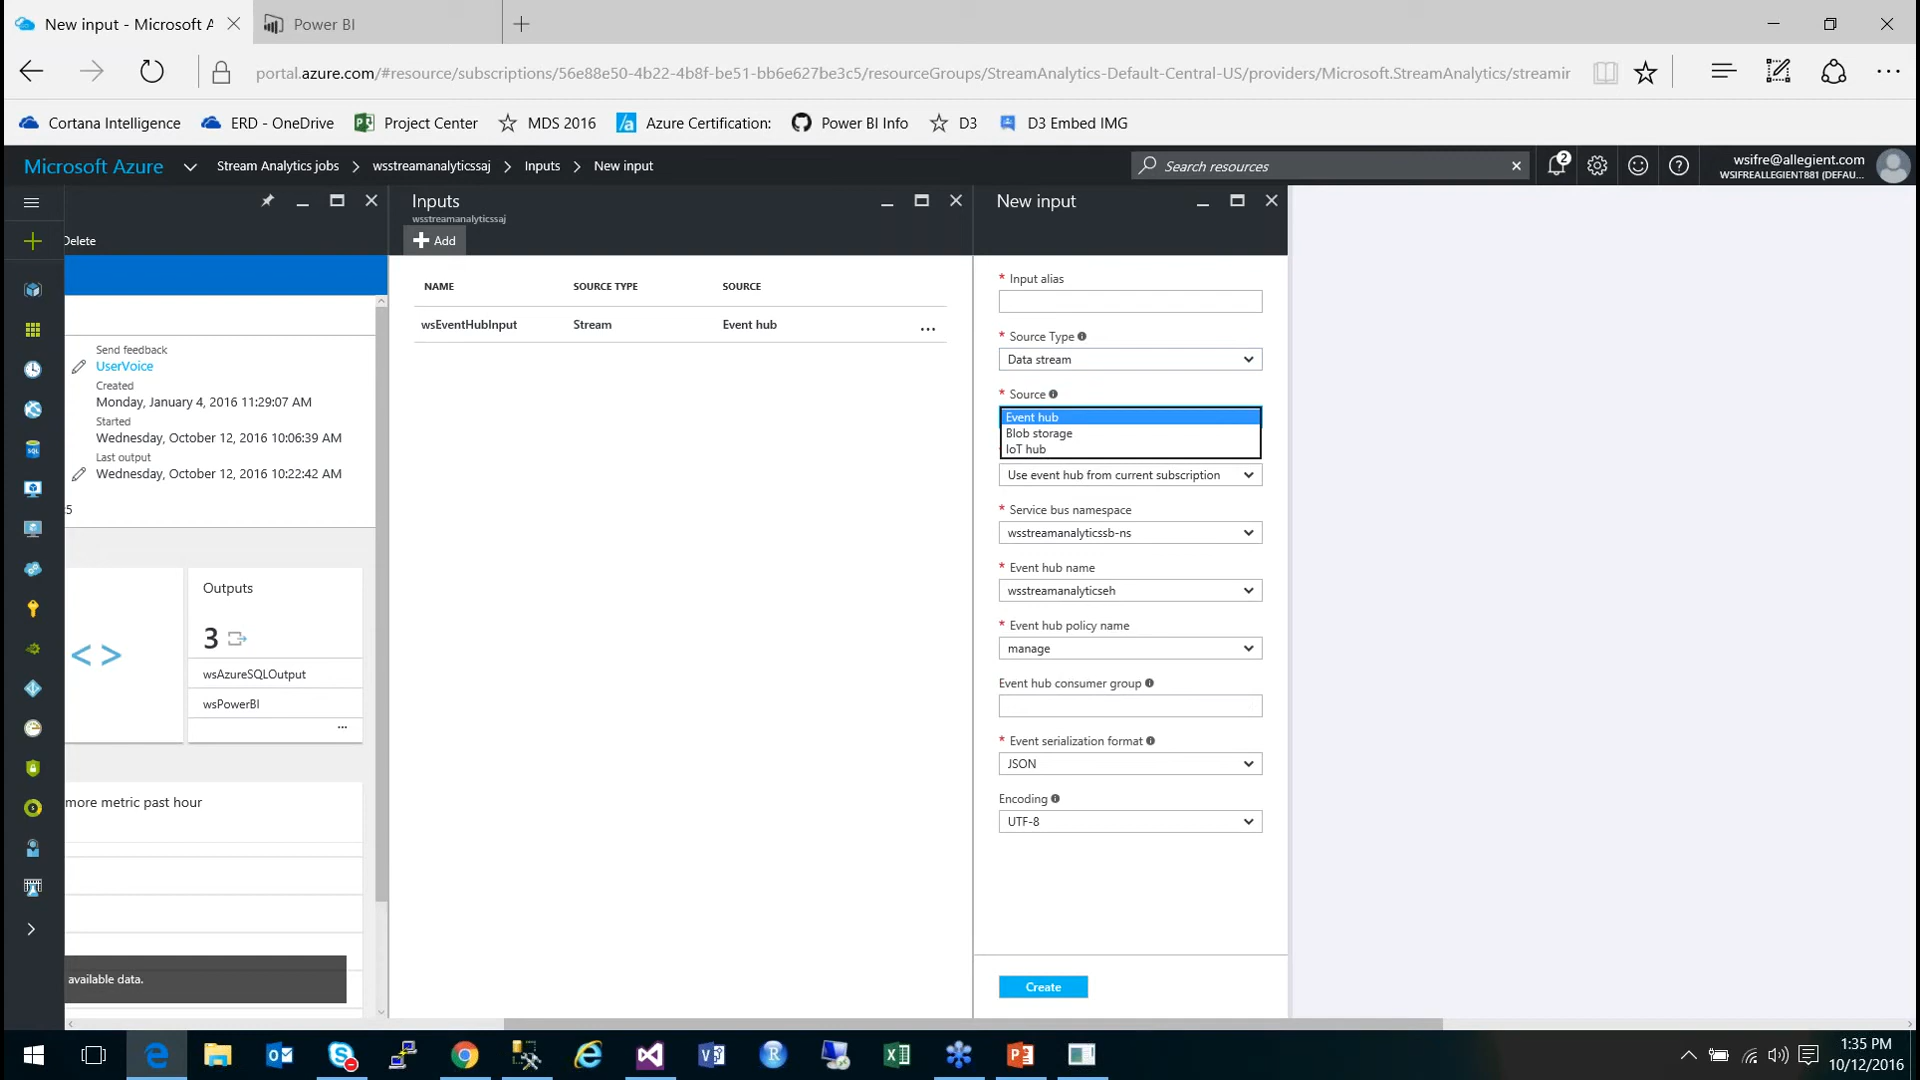 New input - Microsoft A
Power BI
portal.azure.com/#resource/subscriptions/56e88e50-4b22-4b8f-be51-bb6e627be3c5/resourceGroups/StreamAnalytics-Default-Central-US/providers/Microsoft.StreamAnalytics/streamin
Cortana Intelligence
ERD - OneDrive
Project Center
MDS 2016
Azure Certification:
Power BI Info
D3
D3 Embed IMG
Microsoft Azure
Stream Analytics jobs
wsstreamanalyticssaj
Inputs
New input
Search resources
2
wsifre@allegient.com
WSIFREALLEGIENT881 (DEFAU...
Delete
Send feedback
UserVoice
Created
Monday, January 4, 2016 11:29:07 AM
Started
Wednesday, October 12, 2016 10:06:39 AM
Last output
Wednesday, October 12, 2016 10:22:42 AM
5
Outputs
3
wsAzureSQLOutput
wsPowerBI
...
more metric past hour
available data.
Inputs
wsstreamanalyticssaj
Add
NAME SOURCE TYPE SOURCE
wsEventHubInput Stream Event hub ...
New input
* Input alias
* Source Type
Data stream
* Source
Event hub
Blob storage
IoT hub
Use event hub from current subscription
* Service bus namespace
wsstreamanalyticssb-ns
* Event hub name
wsstreamanalyticseh
* Event hub policy name
manage
Event hub consumer group
* Event serialization format
JSON
Encoding
UTF-8
Create
1:35 PM
10/12/2016